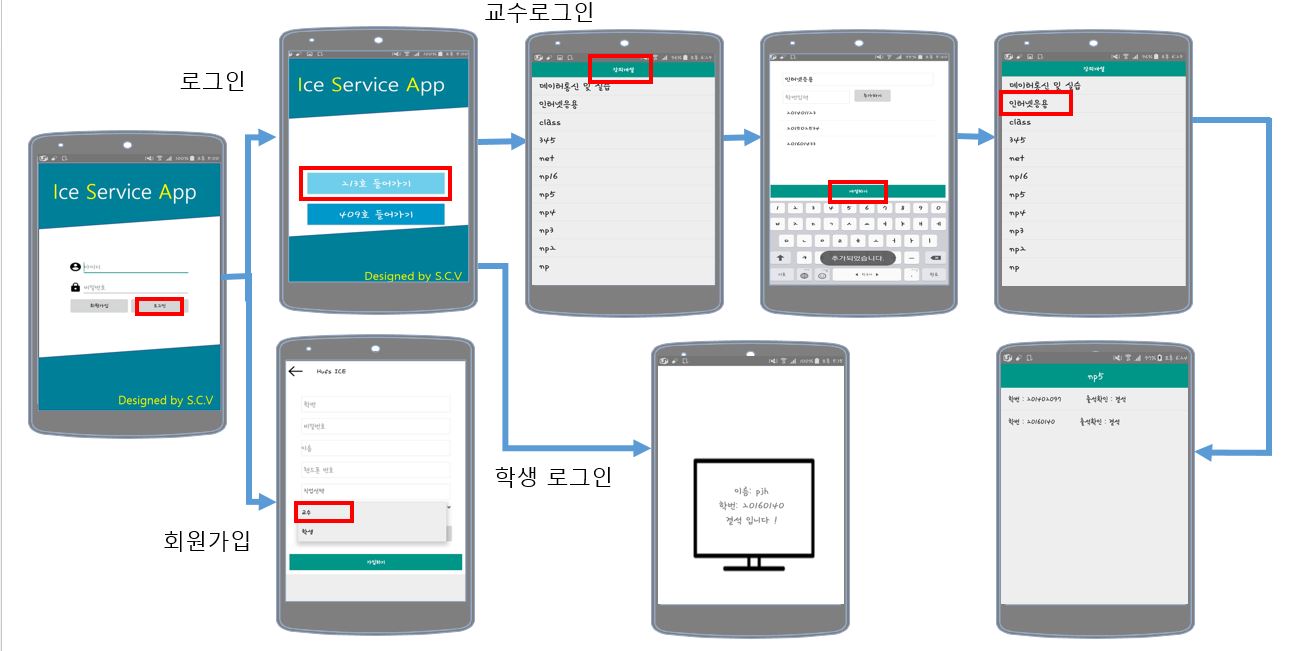 교수로그인
로그인
Ice Service App
아이디
비밀번호
회원가입
로그인
Designed by S.C.V
Ice Service App
213호 들어가기
409호 들어가기
Designed by S.C.V
강의개설
데이터통신 및 실습
인터넷응용
class
345
net
np16
np5
np4
np3
np2
np
인터넷응용
학번입력
추가하기
201401123
201601433
개설하기
추가되었습니다.
강의개설
데이터통신 및 실습
인터넷응용
class
345
net
np16
np5
np4
np3
np2
np
회원가입
Hufs ICE
학번
비밀번호
이름
핸드폰 번호
직업선택
교수
학생
가입하기
학생 로그인
이름: pjh
학번: 20160140
결석 입니다 !
np5
학번 : 201402097 출석확인 : 결석
학번 : 20160140 출석확인 : 결석